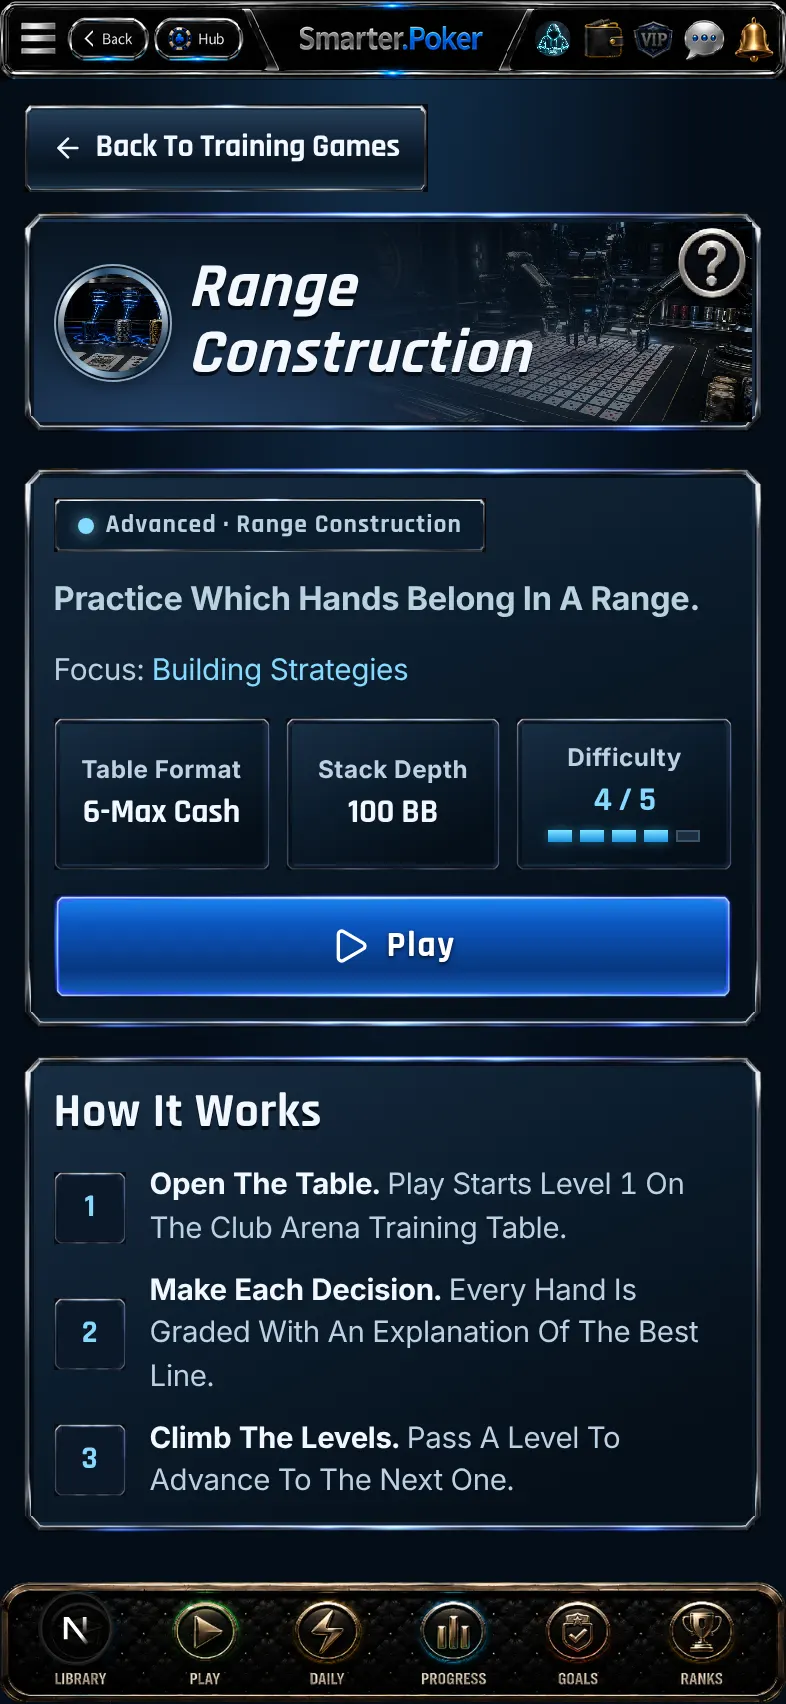 Back
Hub
Smarter.Poker
VIP
Back To Training Games
Range
Construction
?
Advanced · Range Construction
Practice Which Hands Belong In A Range.
Focus: Building Strategies
Table Format
6-Max Cash
Stack Depth
100 BB
Difficulty
4 / 5
Play
How It Works
1
Open The Table. Play Starts Level 1 On
The Club Arena Training Table.
2
Make Each Decision. Every Hand Is
Graded With An Explanation Of The Best
Line.
3
Climb The Levels. Pass A Level To
Advance To The Next One.
N
LIBRARY
PLAY
DAILY
PROGRESS
GOALS
RANKS